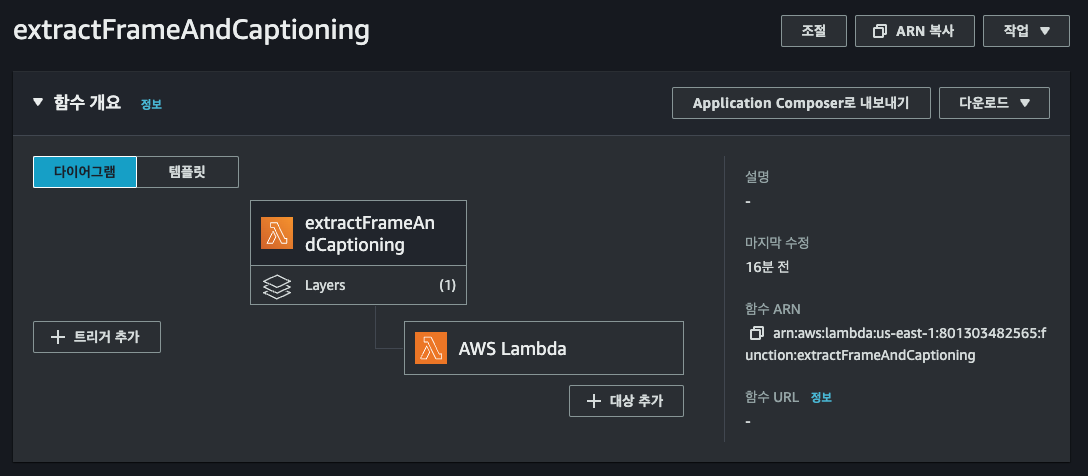 extractFrameAndCaptioning
조절
ARN 복사
작업
함수 개요 정보
Application Composer로 내보내기
다운로드
다이어그램
템플릿
extractFrameAn
dCaptioning
Layers (1)
트리거 추가
AWS Lambda
대상 추가
설명
-
마지막 수정
16분 전
함수 ARN
arn:aws:lambda:us-east-1:801303482565:f
unction:extractFrameAndCaptioning
함수 URL 정보
-